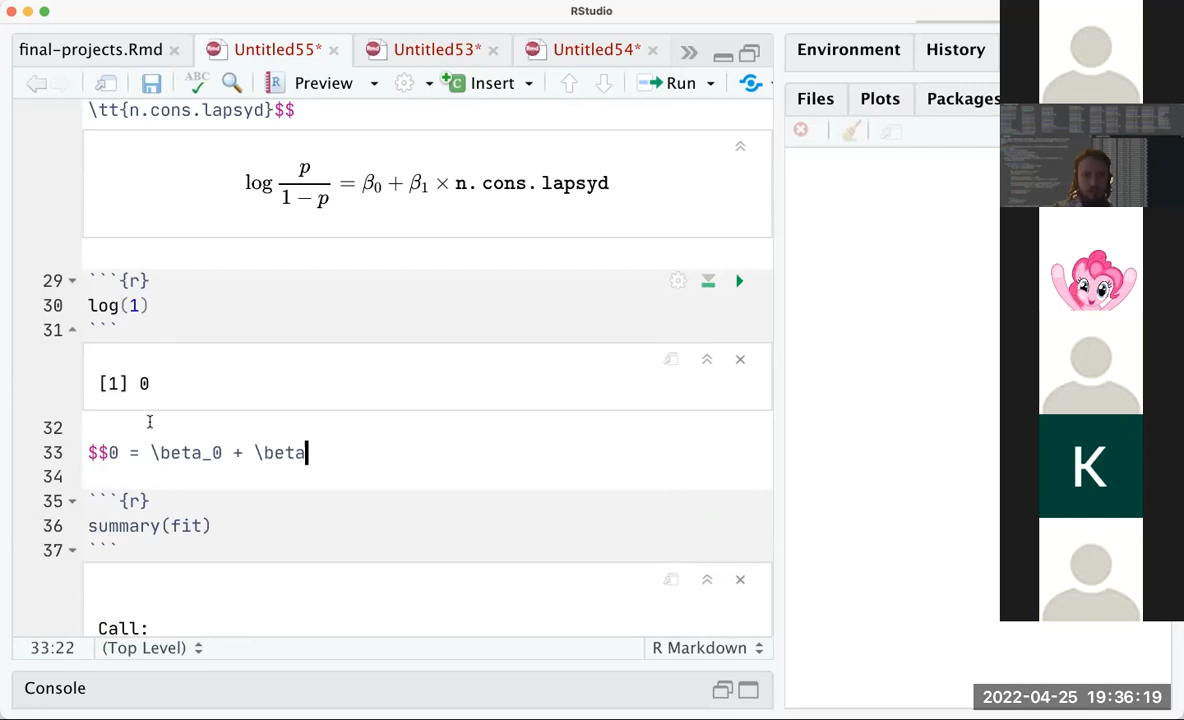 RStudio
final-projects.Rmd × Untitled55* × Untitled53* × Untitled54* × »
ABC Preview Insert Run
\tt{n.cons.lapsyd}$$
log p/(1 − p) = β0 + β1 × n. cons. lapsyd
29 ```{r}
30 log(1)
31 ```
[1] 0
32
33 $$0 = \beta_0 + \beta
34
35 ```{r}
36 summary(fit)
37 ```
Call:
33:22 (Top Level) R Markdown
Console
Environment History
Files Plots Packages
K
2022-04-25 19:36:19